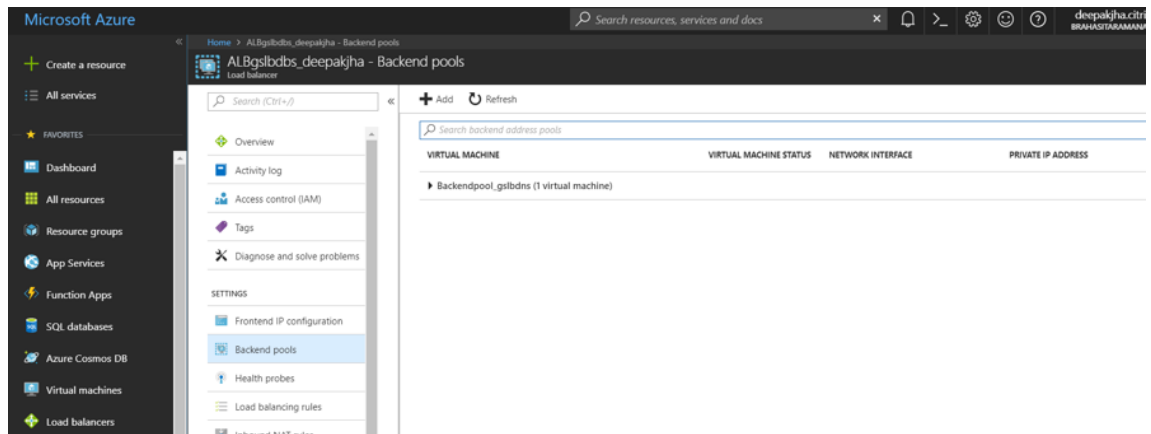 Microsoft Azure
Search resources, services and docs
deepakjha.citri
BRAHASITARAMANA
Home > ALBgslbdbs_deepakjha - Backend pools
ALBgslbdbs_deepakjha - Backend pools
Load balancer
Create a resource
All services
FAVORITES
Dashboard
All resources
Resource groups
App Services
Function Apps
SQL databases
Azure Cosmos DB
Virtual machines
Load balancers
Search (Ctrl+/)
Overview
Activity log
Access control (IAM)
Tags
Diagnose and solve problems
SETTINGS
Frontend IP configuration
Backend pools
Health probes
Load balancing rules
Inbound NAT rules
Add Refresh
Search backend address pools
VIRTUAL MACHINE VIRTUAL MACHINE STATUS NETWORK INTERFACE PRIVATE IP ADDRESS
Backendpool_gslbdns (1 virtual machine)